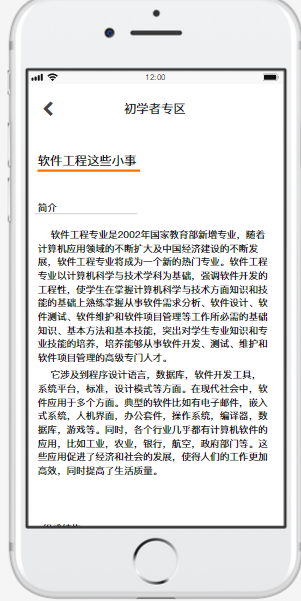 12:00
初学者专区
软件工程这些小事
简介
软件工程专业是2002年国家教育部新增专业，随着
计算机应用领域的不断扩大及中国经济建设的不断发
展，软件工程专业将成为一个新的热门专业。软件工程
专业以计算机科学与技术学科为基础，强调软件开发的
工程性，使学生在掌握计算机科学与技术方面知识和技
能的基础上熟练掌握从事软件需求分析、软件设计、软
件测试、软件维护和软件项目管理等工作所必需的基础
知识、基本方法和基本技能，突出对学生专业知识和专
业技能的培养，培养能够从事软件开发、测试、维护和
软件项目管理的高级专门人才。
它涉及到程序设计语言，数据库，软件开发工具，
系统平台，标准，设计模式等方面。在现代社会中，软
件应用于多个方面。典型的软件比如有电子邮件，嵌入
式系统，人机界面，办公套件，操作系统，编译器，数
据库，游戏等。同时，各个行业几乎都有计算机软件的
应用，比如工业，农业，银行，航空，政府部门等。这
些应用促进了经济和社会的发展，使得人们的工作更加
高效，同时提高了生活质量。